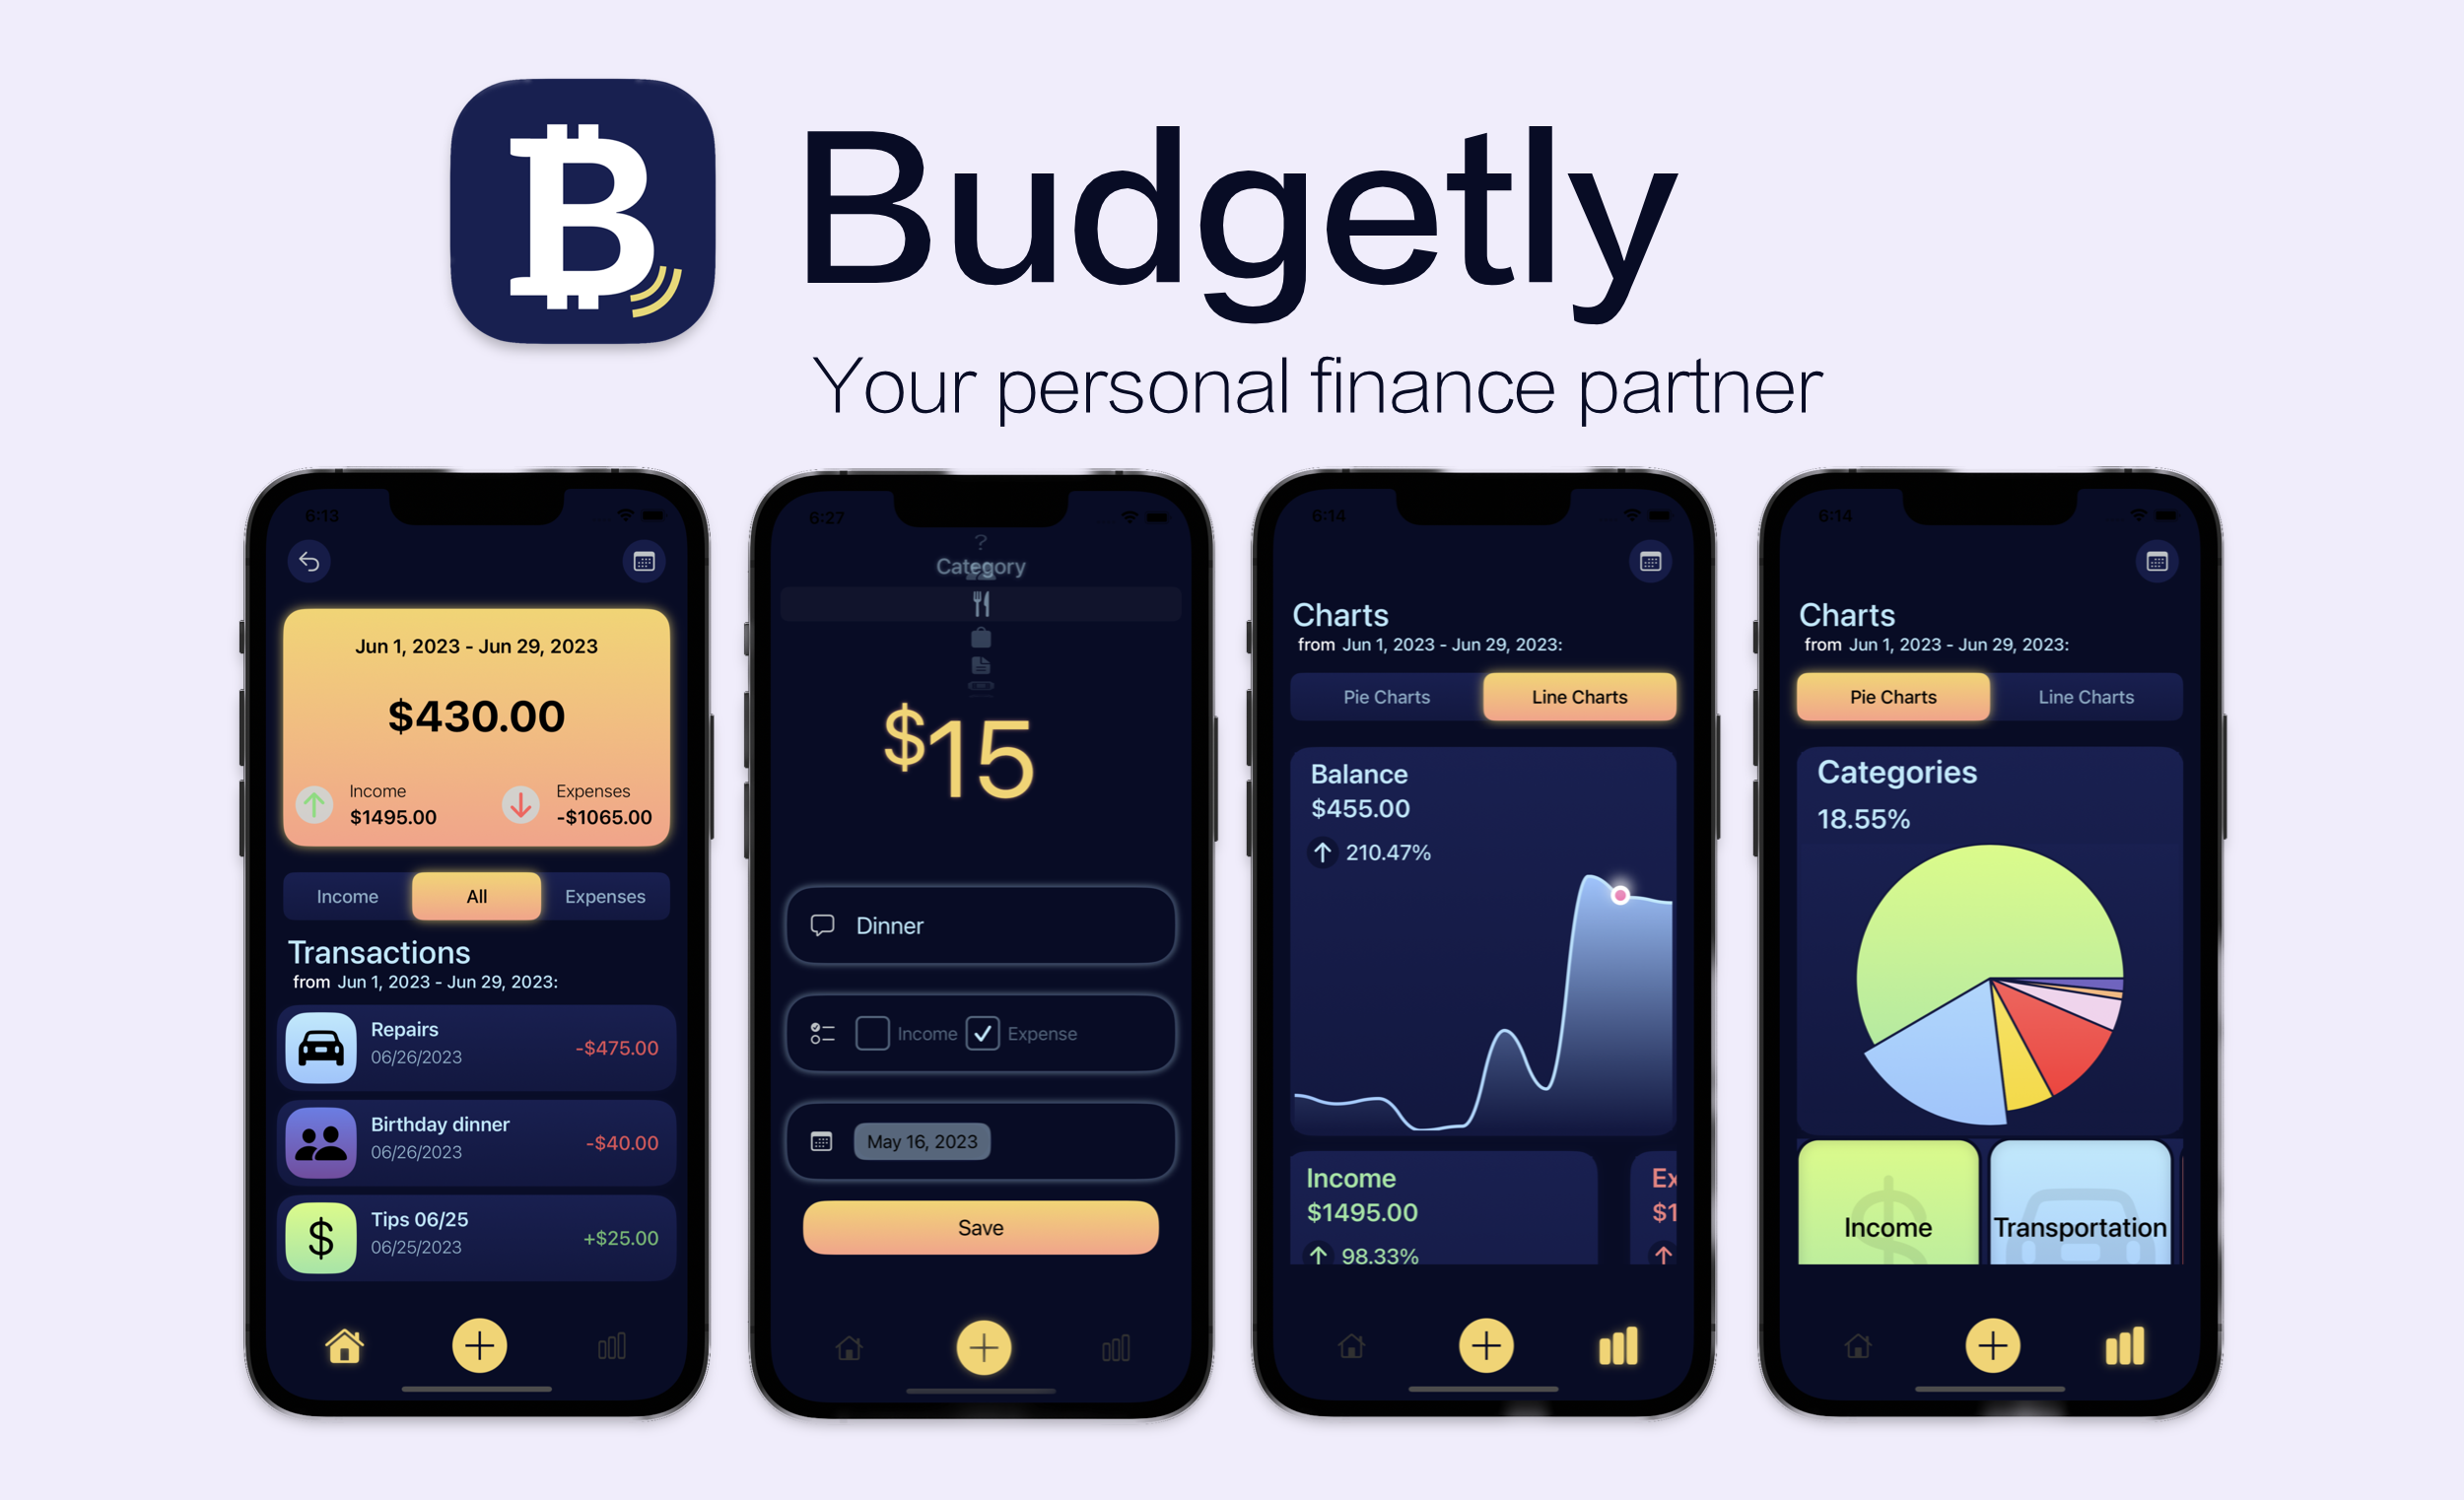 Budgetly
Your personal finance partner
6:13
Jun 1, 2023 - Jun 29, 2023
$430.00
Income
$1495.00
Expenses
-$1065.00
Income
All
Expenses
Transactions
from Jun 1, 2023 - Jun 29, 2023:
Repairs
06/26/2023
-$475.00
Birthday dinner
06/26/2023
-$40.00
Tips 06/25
06/25/2023
+$25.00
6:27
?
Category
$15
Dinner
Income
Expense
May 16, 2023
Save
6:14
Charts
from Jun 1, 2023 - Jun 29, 2023:
Pie Charts
Line Charts
Balance
$455.00
210.47%
Income
$1495.00
98.33%
Ex
$1
6:14
Charts
from Jun 1, 2023 - Jun 29, 2023:
Pie Charts
Line Charts
Categories
18.55%
Income
Transportation